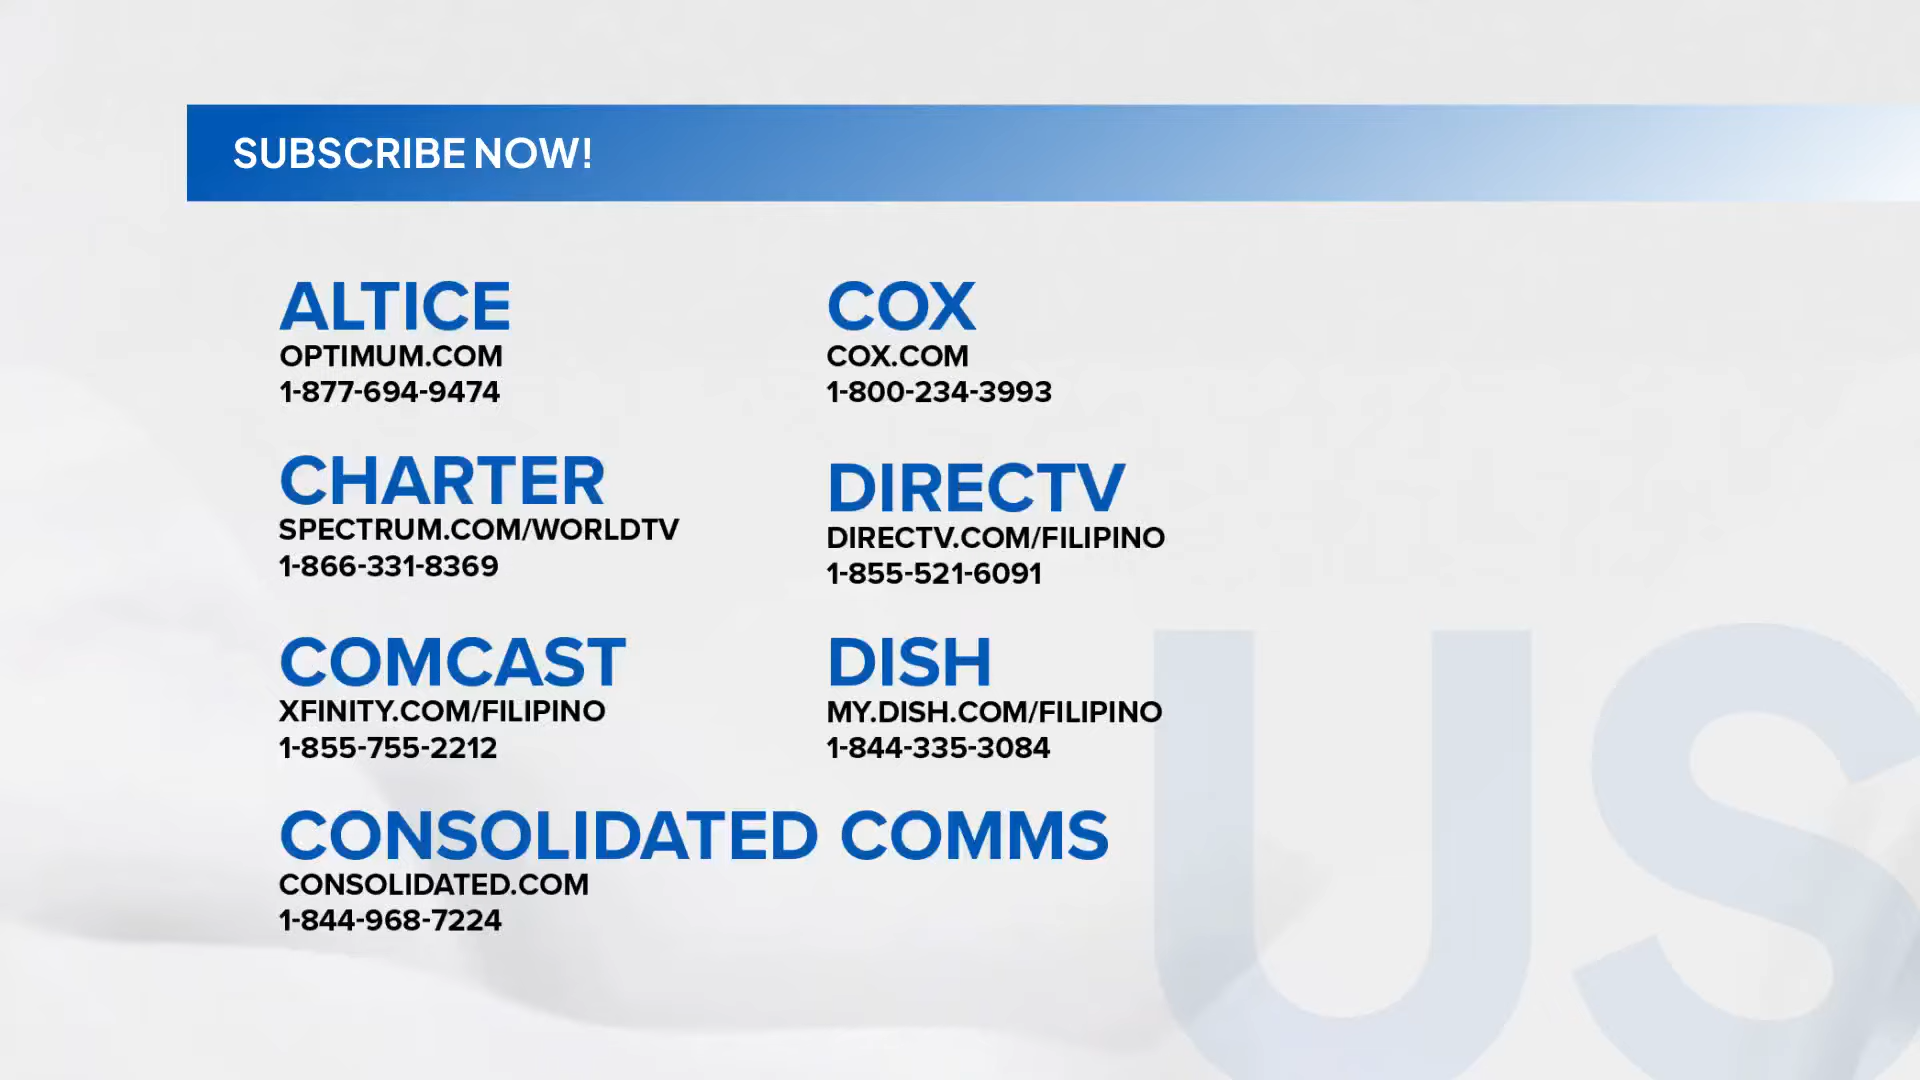 SUBSCRIBE NOW!
ALTICE
OPTIMUM.COM
1-877-694-9474
CHARTER
SPECTRUM.COM/WORLDTV
1-866-331-8369
COMCAST
XFINITY.COM/FILIPINO
1-855-755-2212
CONSOLIDATED COMMS
CONSOLIDATED.COM
1-844-968-7224
COX
COX.COM
1-800-234-3993
DIRECTV
DIRECTV.COM/FILIPINO
1-855-521-6091
DISH
MY.DISH.COM/FILIPINO
1-844-335-3084
US